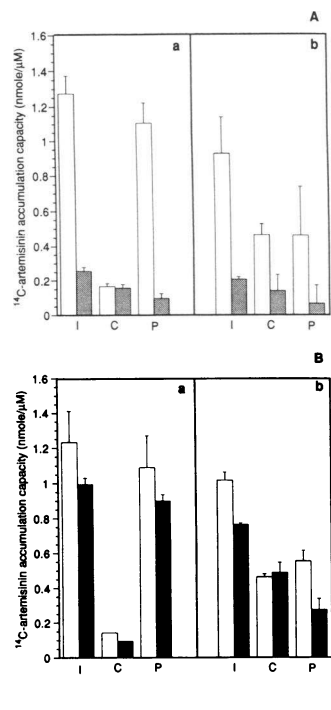 A
a
b
¹⁴C-artemisinin accumulation capacity (nmole/µM)
1.6
1.4
1.2
1
0.8
0.6
0.4
0.2
0
I C P I C P
B
a
b
¹⁴C-artemisinin accumulation capacity (nmole/µM)
1.6
1.4
1.2
1
0.8
0.6
0.4
0.2
0
I C P I C P